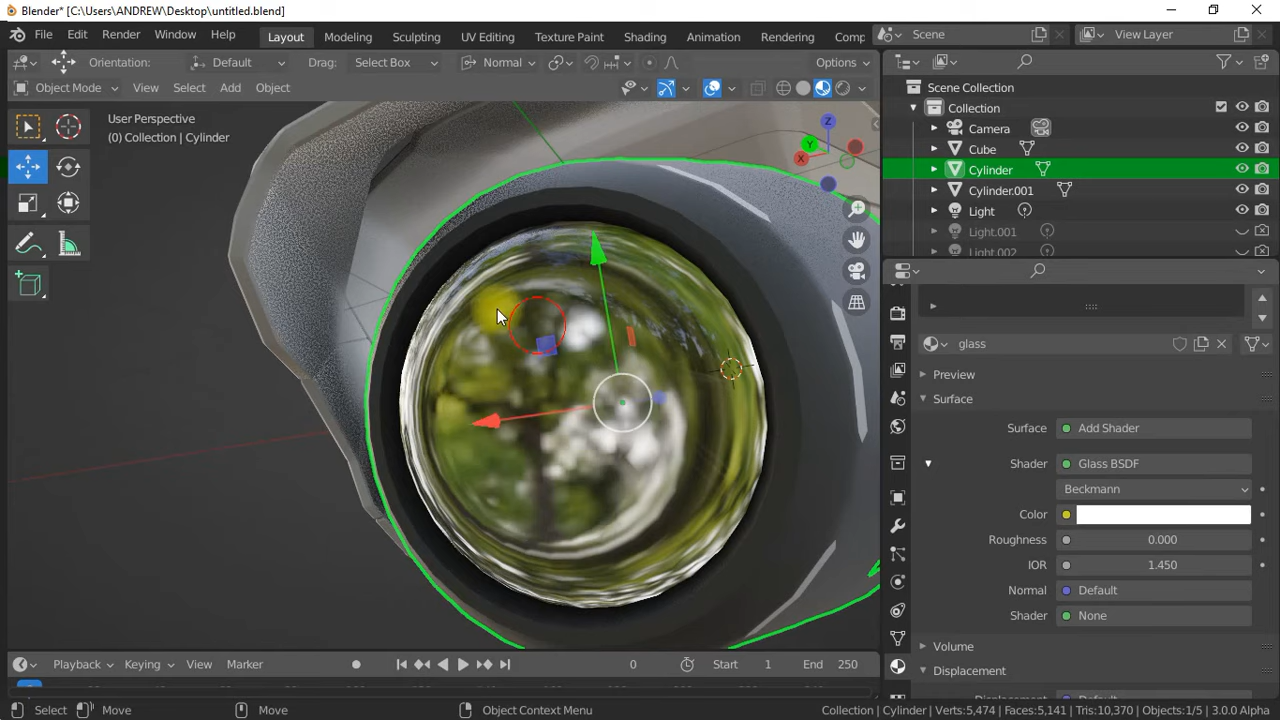 Blender* [C:\Users\ANDREW\Desktop\untitled.blend]
File Edit Render Window Help Layout Modeling Sculpting UV Editing Texture Paint Shading Animation Rendering Comp Scene View Layer
Orientation: Default Drag: Select Box Normal Options
Object Mode View Select Add Object
User Perspective
(0) Collection | Cylinder
Z
Y
X
Scene Collection
Collection
Camera
Cube
Cylinder
Cylinder.001
Light
Light.001
Light.002
glass
Preview
Surface
Surface Add Shader
Shader Glass BSDF
Beckmann
Color
Roughness 0.000
IOR 1.450
Normal Default
Shader None
Volume
Displacement
Playback Keying View Marker 0 Start 1 End 250
Select Move Move Object Context Menu Collection | Cylinder | Verts:5,474 | Faces:5,141 | Tris:10,370 | Objects:1/5 | 3.0.0 Alpha